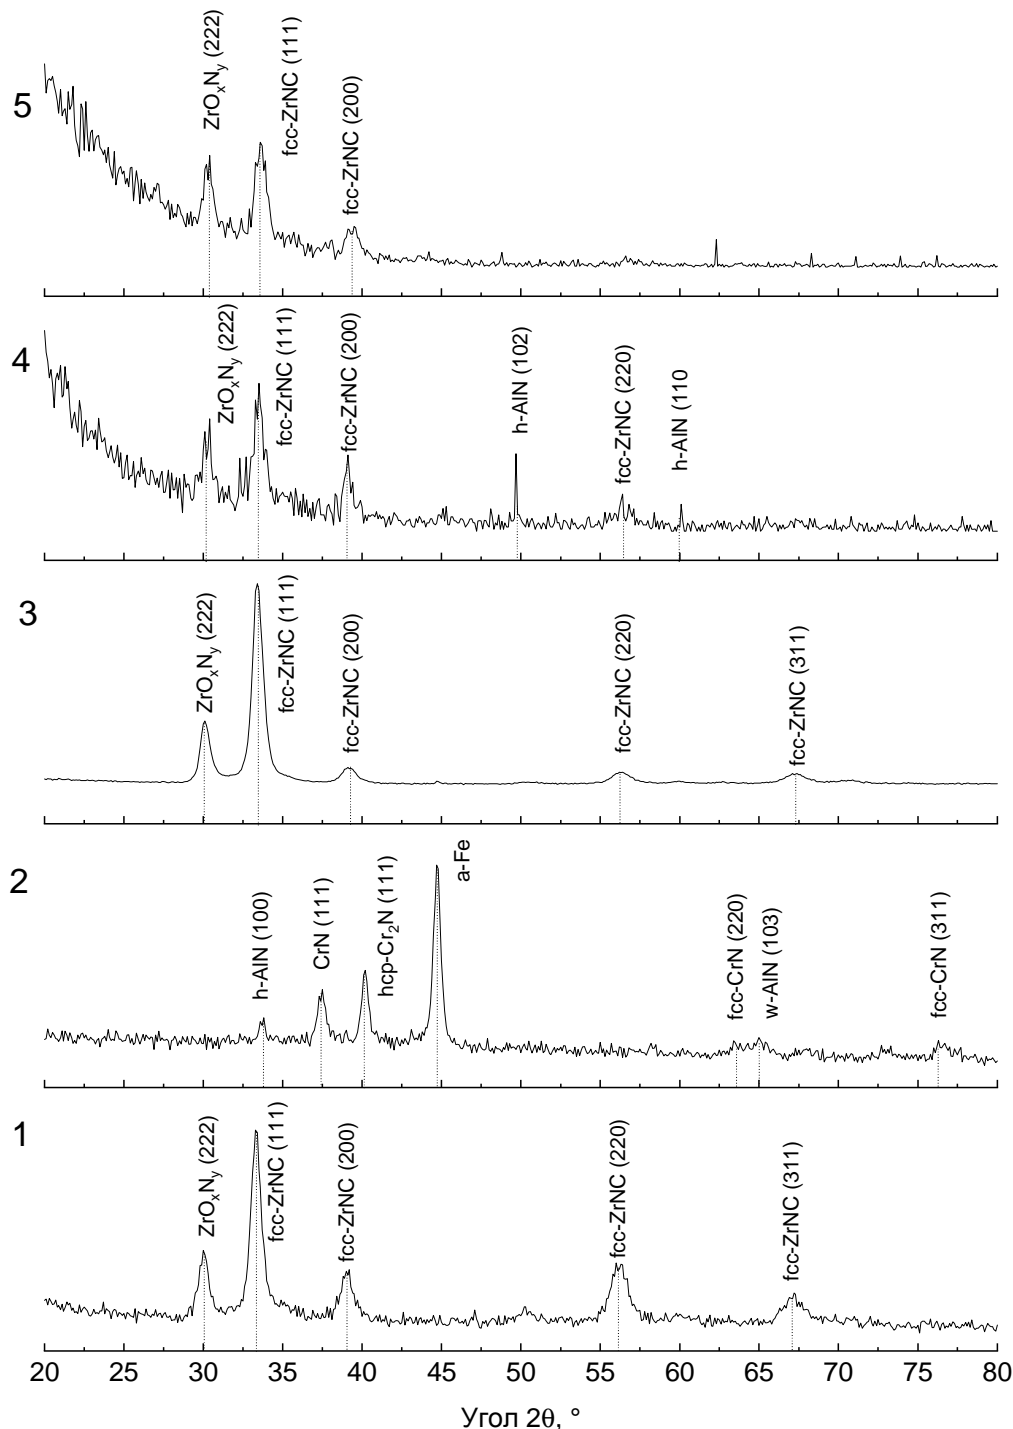 5
ZrOxNy (222)
fcc-ZrNC (111)
fcc-ZrNC (200)
4
ZrOxNy (222)
fcc-ZrNC (111)
fcc-ZrNC (200)
h-AlN (102)
fcc-ZrNC (220)
h-AlN (110
3
ZrOxNy (222)
fcc-ZrNC (111)
fcc-ZrNC (200)
fcc-ZrNC (220)
fcc-ZrNC (311)
2
h-AlN (100)
CrN (111)
hcp-Cr2N (111)
a-Fe
fcc-CrN (220)
w-AlN (103)
fcc-CrN (311)
1
ZrOxNy (222)
fcc-ZrNC (111)
fcc-ZrNC (200)
fcc-ZrNC (220)
fcc-ZrNC (311)
20 25 30 35 40 45 50 55 60 65 70 75 80
Угол 2θ, °